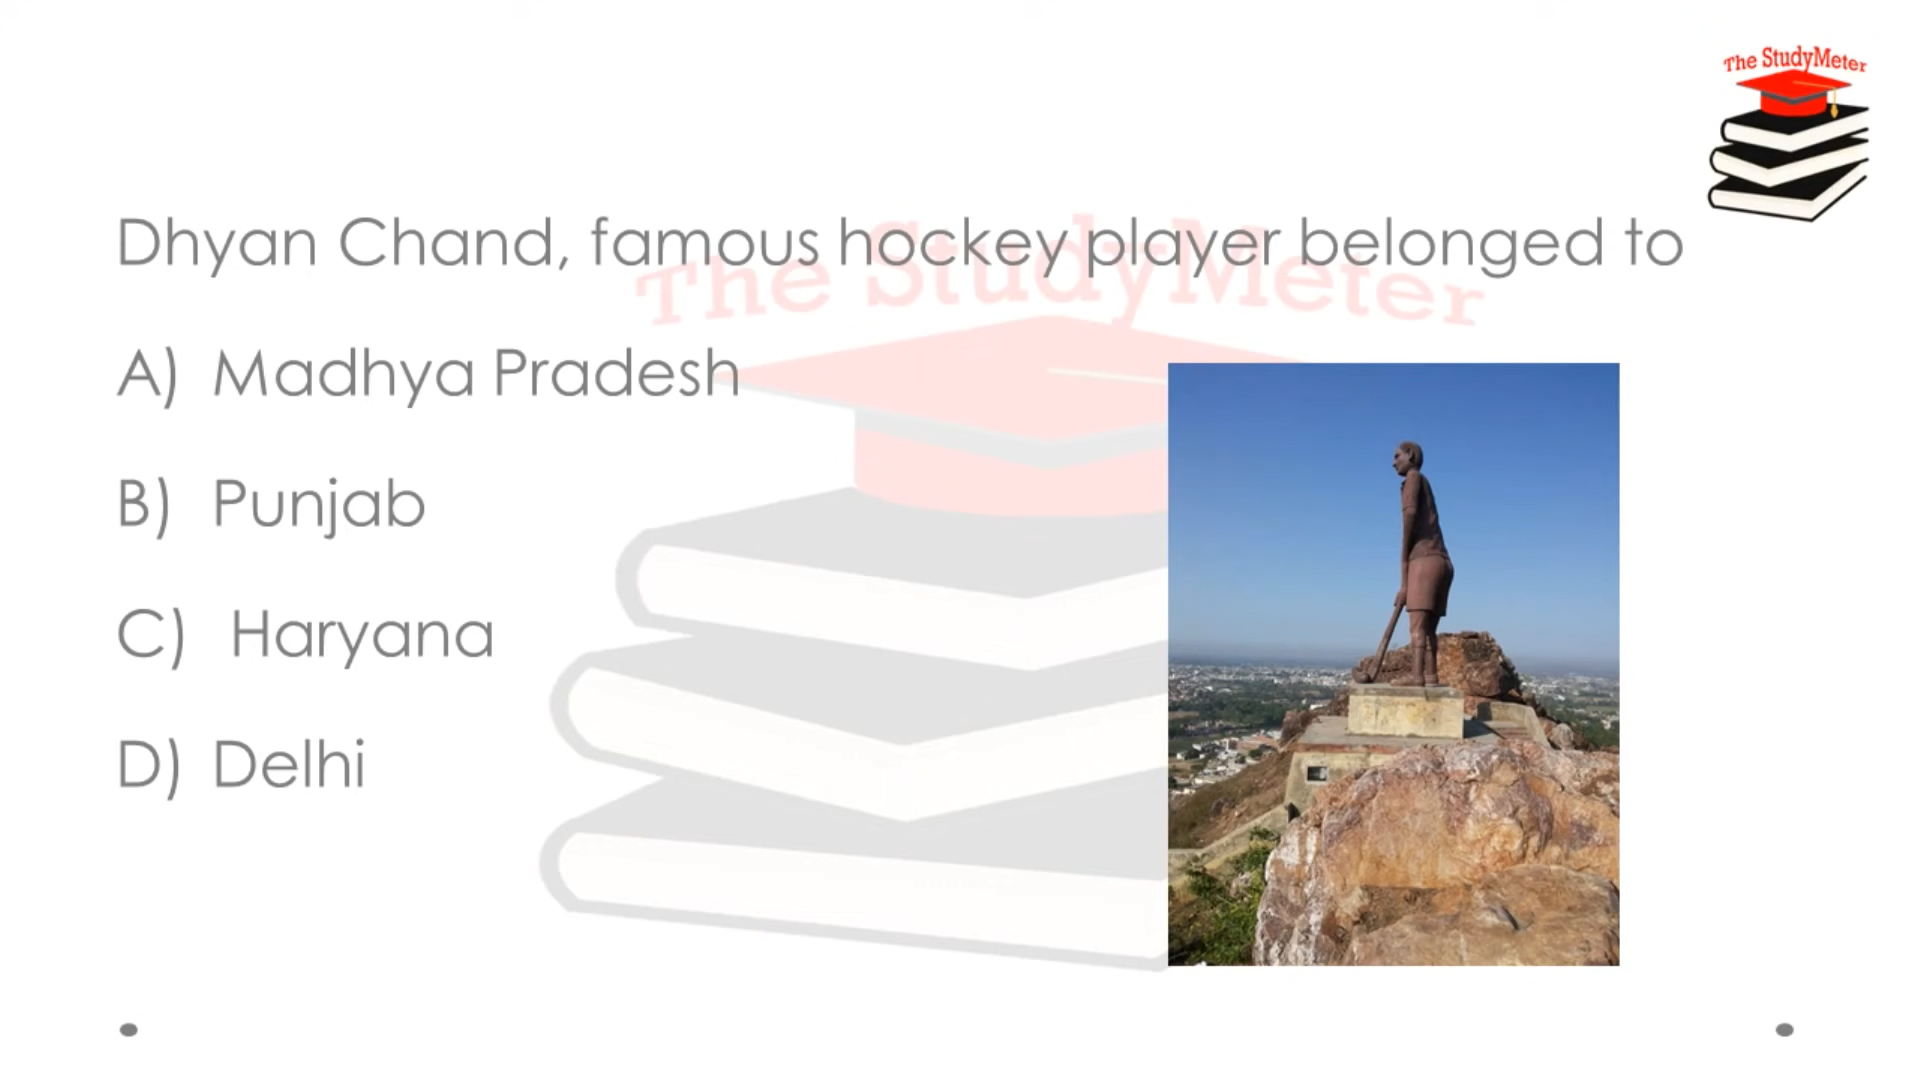 The StudyMeter
Dhyan Chand, famous hockey player belonged to
The StudyMeter
A) Madhya Pradesh
B) Punjab
C) Haryana
D) Delhi